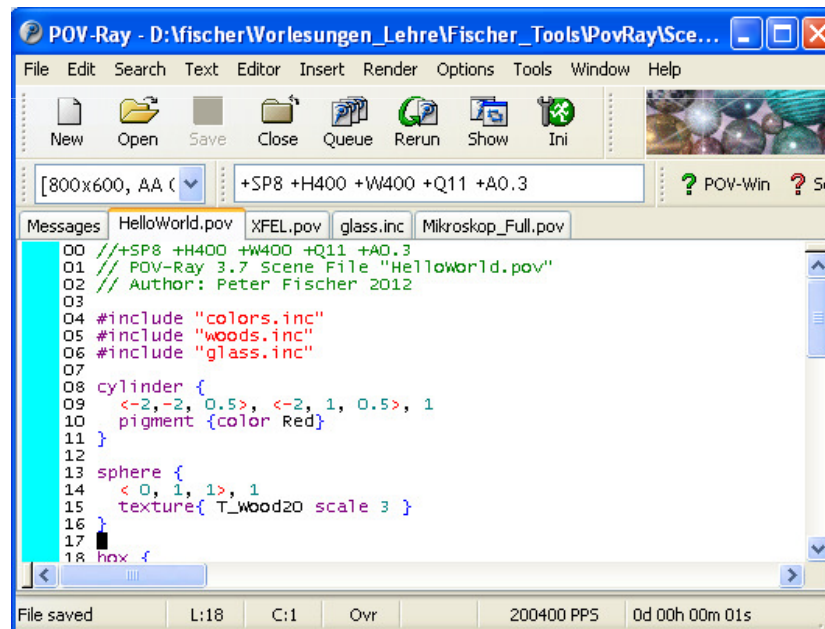 POV-Ray - D:\fischer\Vorlesungen_Lehre\Fischer_Tools\PovRay\Sce...
File Edit Search Text Editor Insert Render Options Tools Window Help
New Open Save Close Queue Rerun Show Ini
[800x600, AA ( +SP8 +H400 +W400 +Q11 +A0.3 ? POV-Win ?
Messages HelloWorld.pov XFEL.pov glass.inc Mikroskop_Full.pov
00 //+SP8 +H400 +W400 +Q11 +A0.3
01 // POV-Ray 3.7 Scene File "HelloWorld.pov"
02 // Author: Peter Fischer 2012
03
04 #include "colors.inc"
05 #include "woods.inc"
06 #include "glass.inc"
07
08 cylinder {
09 <-2,-2, 0.5>, <-2, 1, 0.5>, 1
10 pigment {color Red}
11 }
12
13 sphere {
14 < 0, 1, 1>, 1
15 texture{ T_Wood20 scale 3 }
16 }
17
18 box {
File saved L:18 C:1 Ovr 200400 PPS 0d 00h 00m 01s